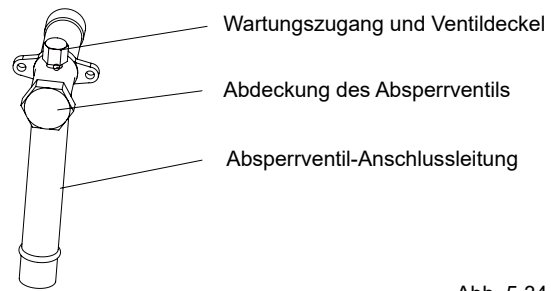 Wartungszugang und Ventildeckel
Abdeckung des Absperrventils
Absperrventil-Anschlussleitung